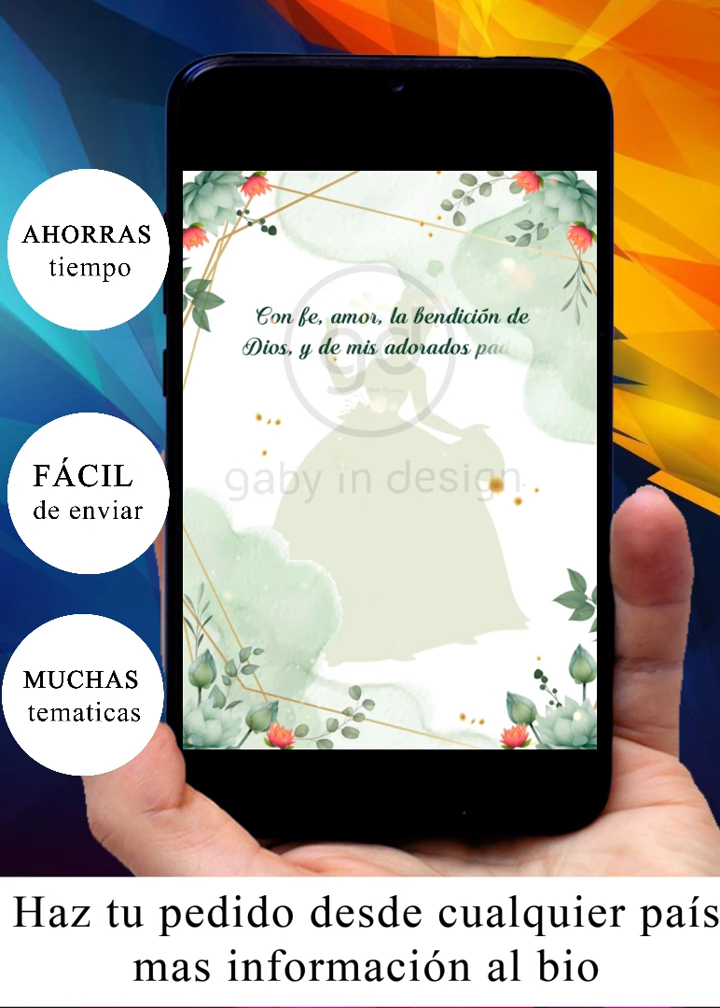 AHORRAS
tiempo
Con fe, amor, la bendición de
Dios, y de mis adorados
gd
gaby in design
FÁCIL
de enviar
MUCHAS
tematicas
Haz tu pedido desde cualquier país
mas información al bio